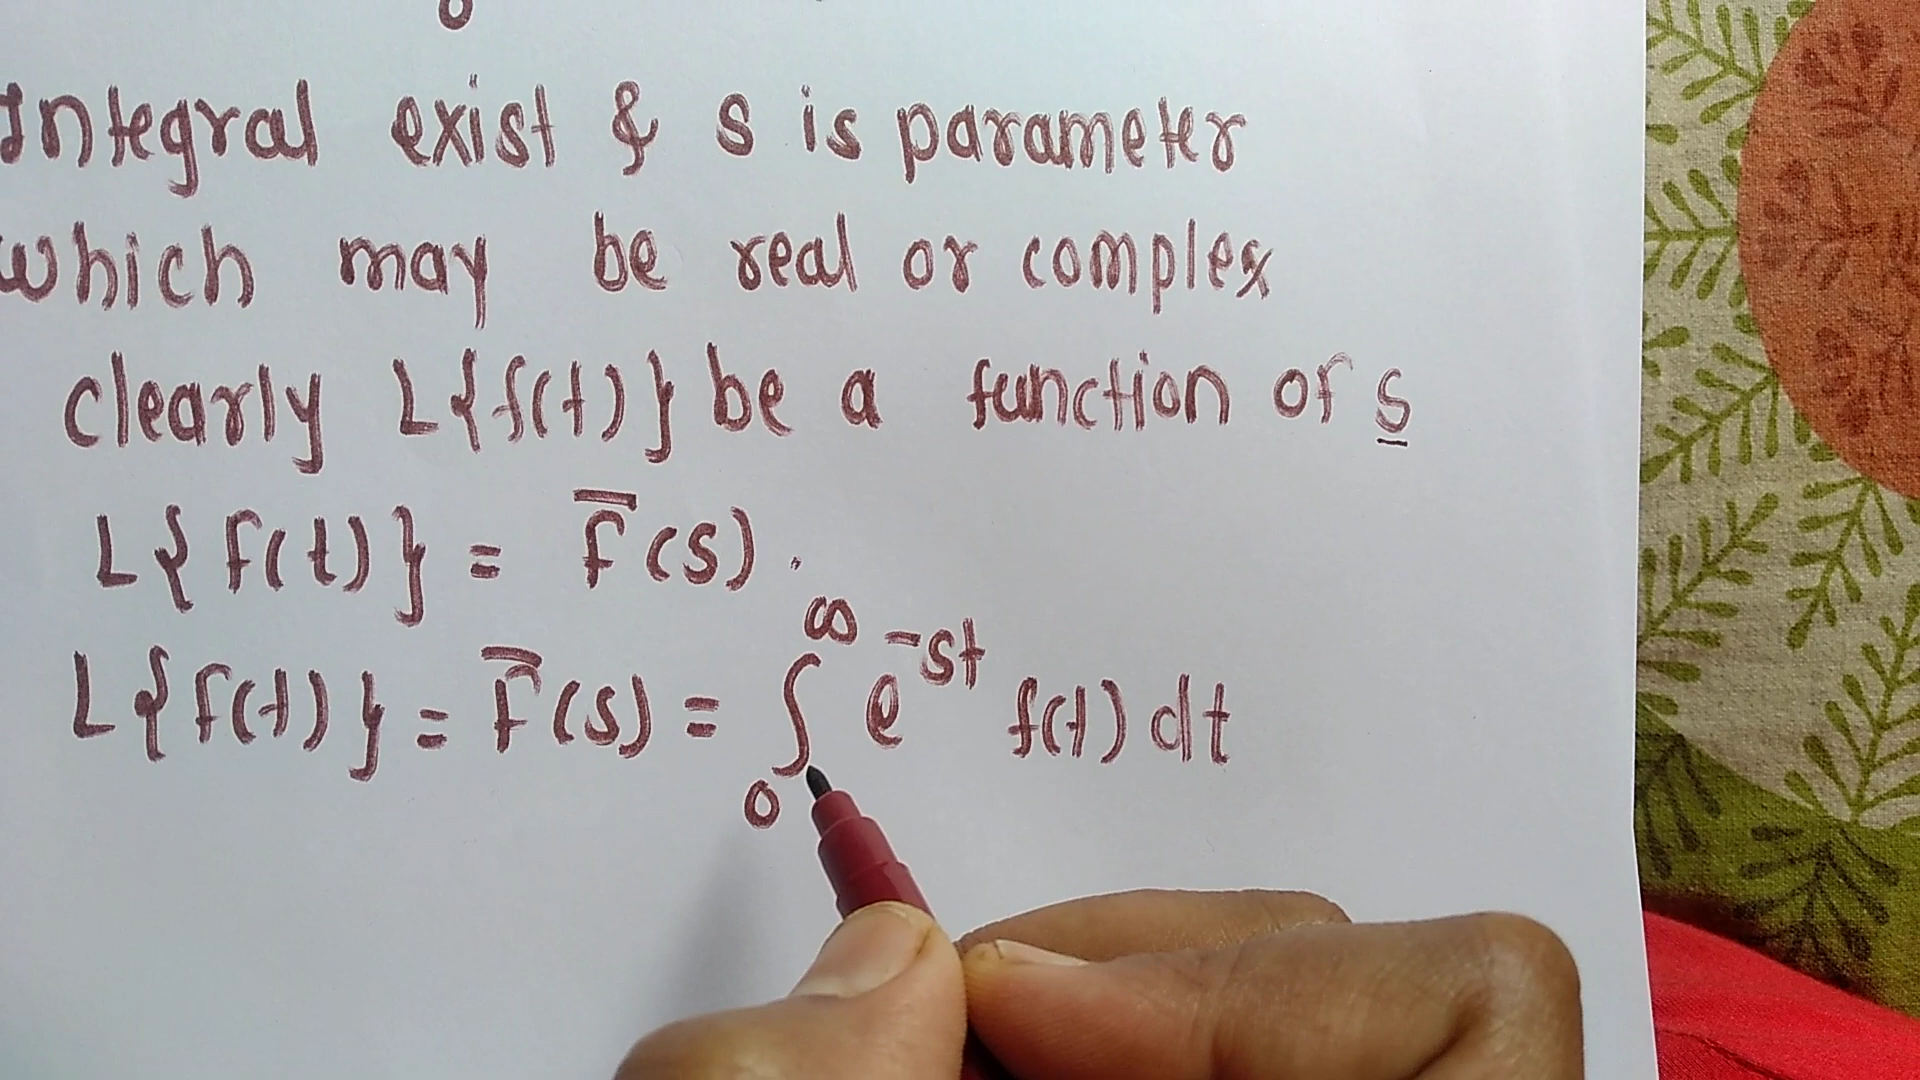 Integral exist & s is parameter
which may be real or complex
clearly L{f(t)} be a function of s
L{f(t)} = f̅(s).
L{f(t)} = f̅(s) = ∫₀^∞ e^-st f(t) dt